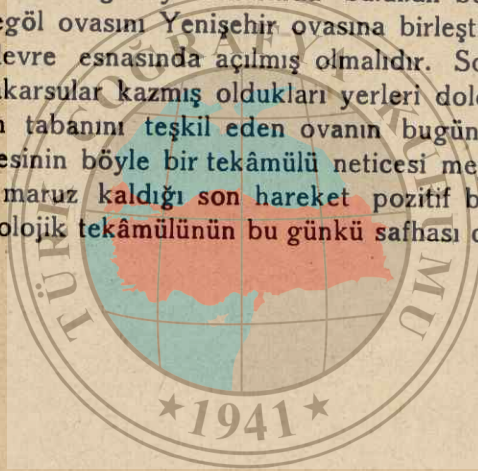 egöl ovasını Yenişehir ovasına birleşt
evre esnasında açılmış olmalıdır. So
karsular kazmış oldukları yerleri dol
tabanını teşkil eden ovanın bugün
esinin böyle bir tekâmülü neticesi me
maruz kaldığı son hareket pozitif b
olojik tekâmülünün bu günkü safhası
TÜRK COĞRAFYA KURUMU
★1941★